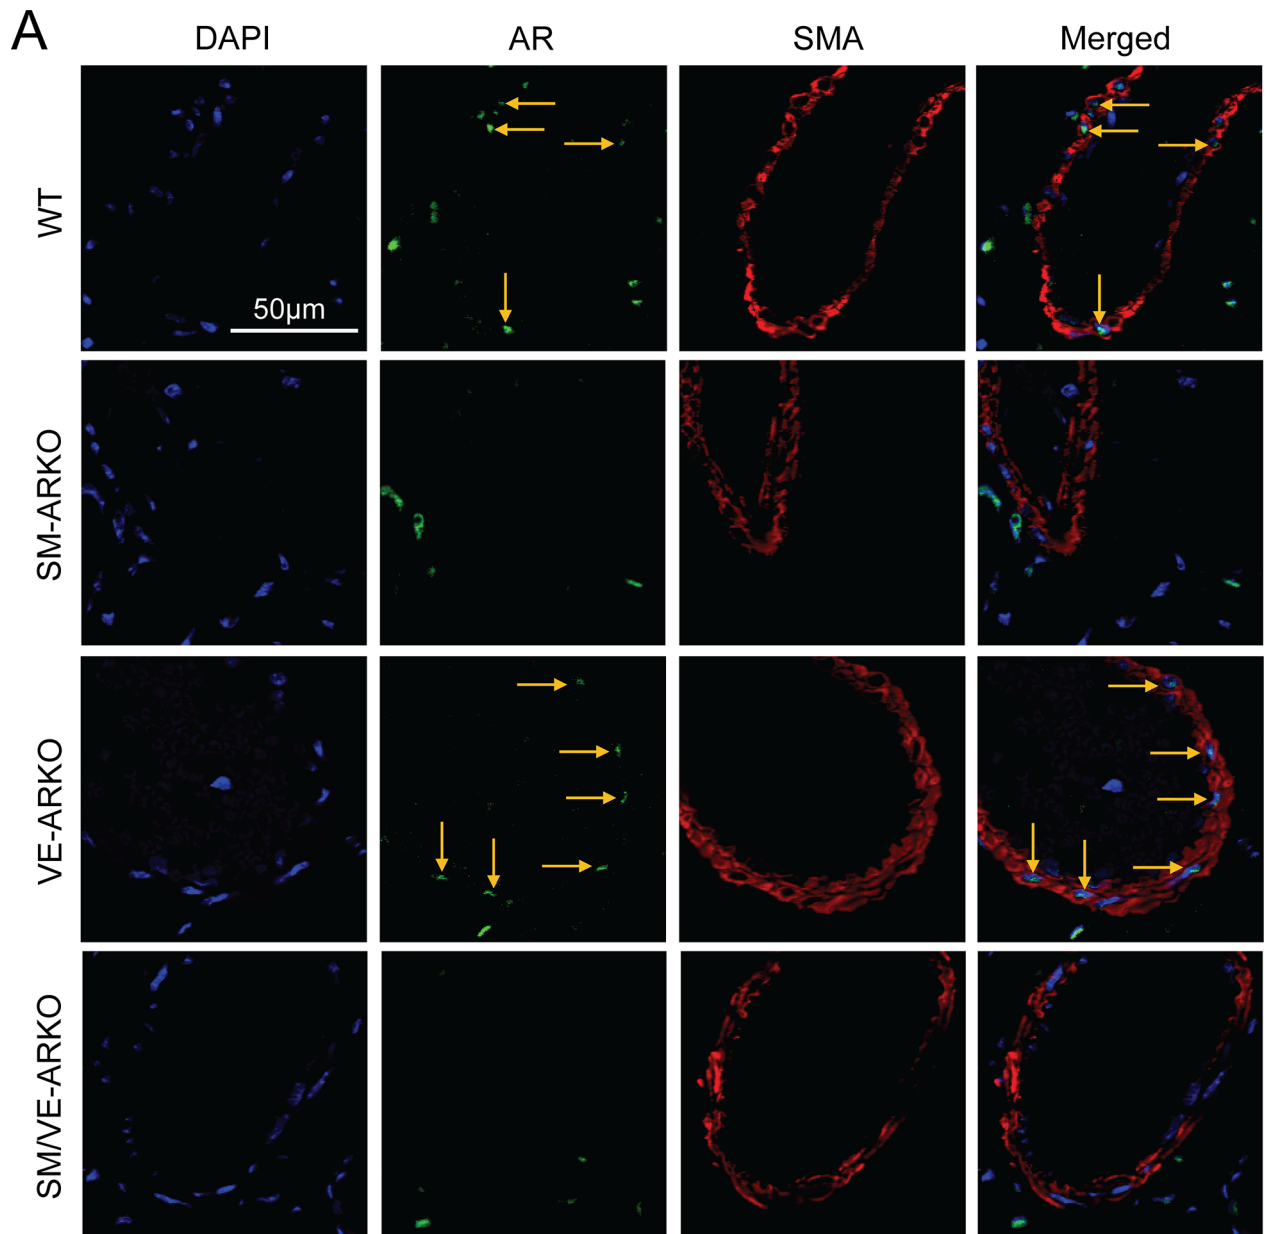 A
DAPI AR SMA Merged
WT
50µm
SM-ARKO
VE-ARKO
SM/VE-ARKO